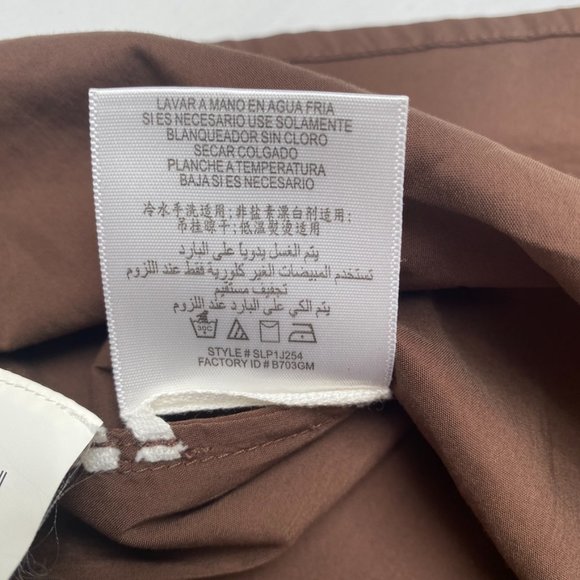 LAVAR A MANO EN AGUA FRIA
SI ES NECESARIO USE SOLAMENTE
BLANQUEADOR SIN CLORO
SECAR COLGADO
PLANCHE A TEMPERATURA
BAJA SI ES NECESARIO
冷水手洗适用;非盐素漂白剂适用;
吊挂晾干;低温熨烫适用
يتم الغسل يدوياً على البارد
تستخدم المبيضات الغير كلورية فقط عند اللزوم
تجفيف مستقيم
يتم الكي على البارد عند اللزوم
30C
STYLE # SLP1J254
FACTORY ID # B703GM